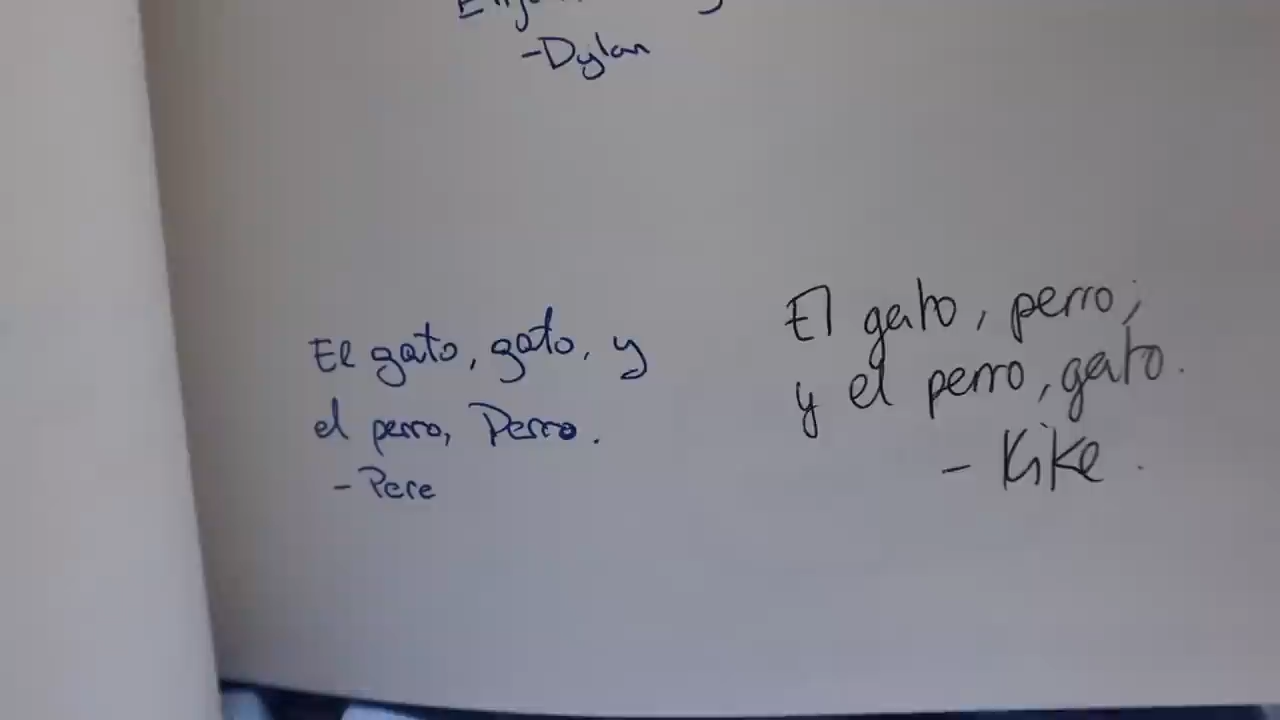 -Dylan
El gato, gato, y
el perro, Perro.
- Pere
El gato, perro;
y el perro, gato.
- Kike.